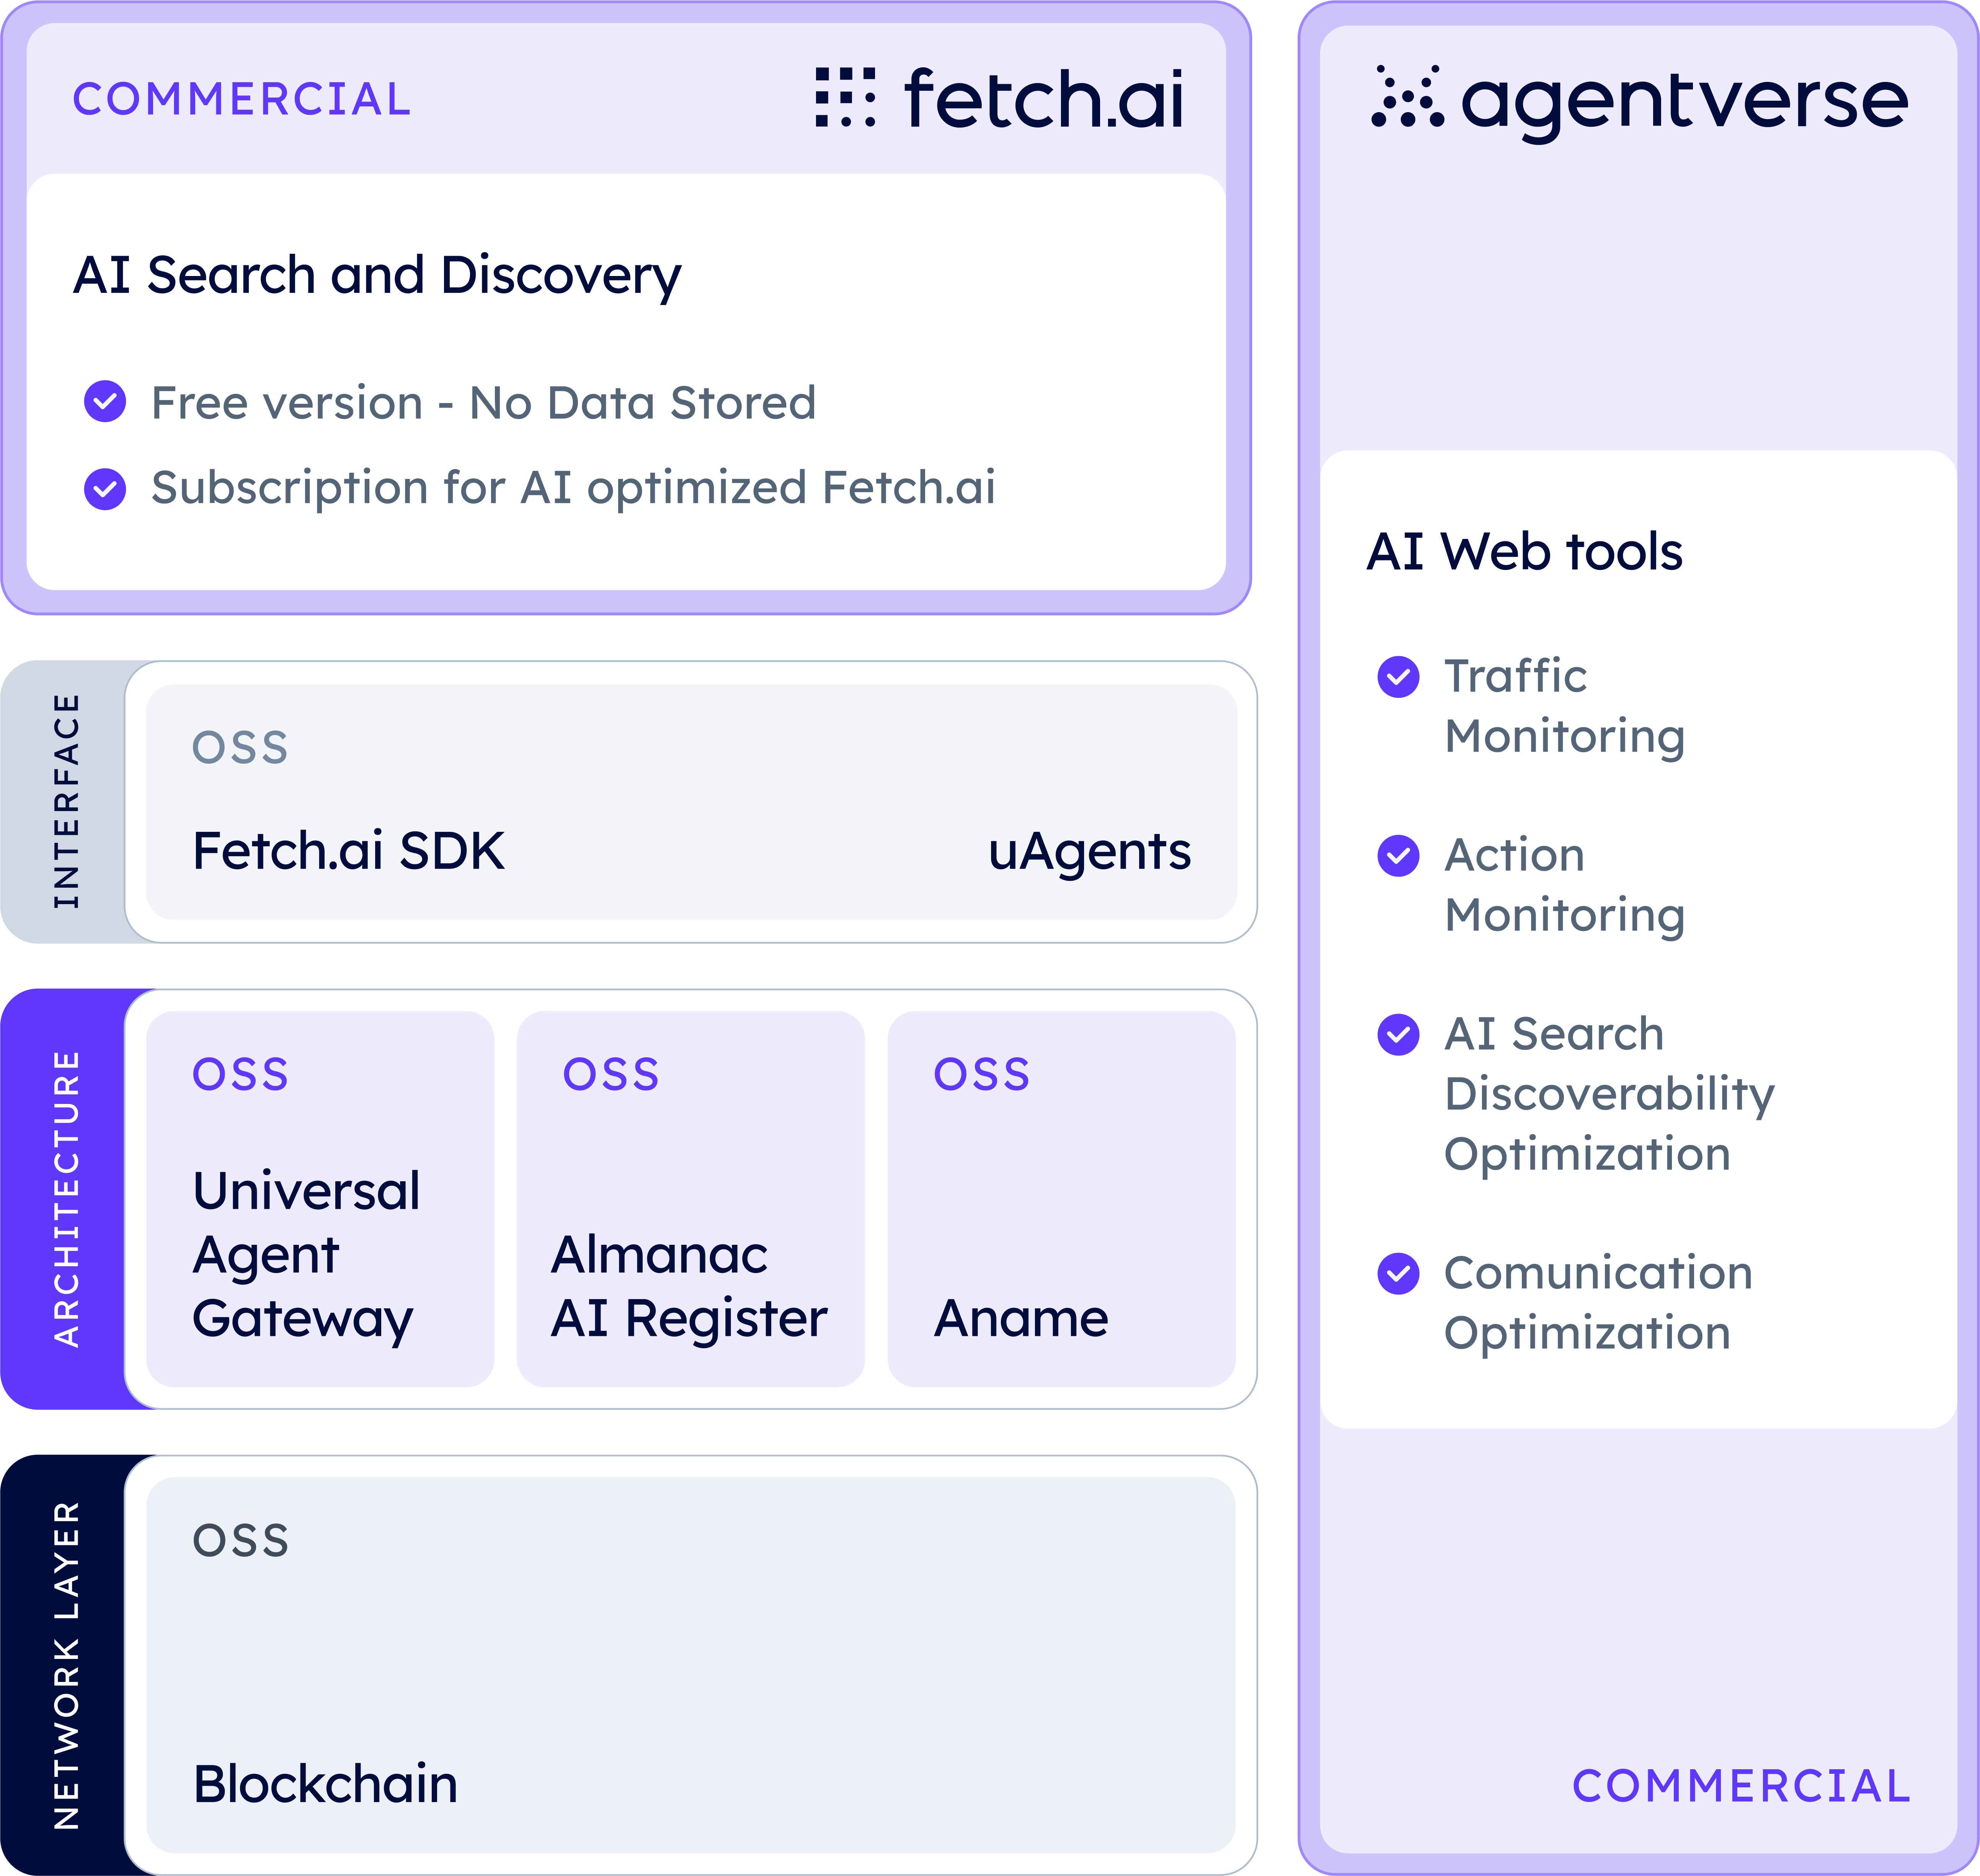 COMMERCIAL
fetch.ai
AI Search and Discovery
Free version - No Data Stored
Subscription for AI optimized Fetch.ai
INTERFACE
OSS
Fetch.ai SDK
uAgents
ARCHITECTURE
OSS
Universal
Agent
Gateway
OSS
Almanac
AI Register
OSS
Aname
NETWORK LAYER
OSS
Blockchain
agentverse
AI Web tools
Traffic
Monitoring
Action
Monitoring
AI Search
Discoverability
Optimization
Comunication
Optimization
COMMERCIAL